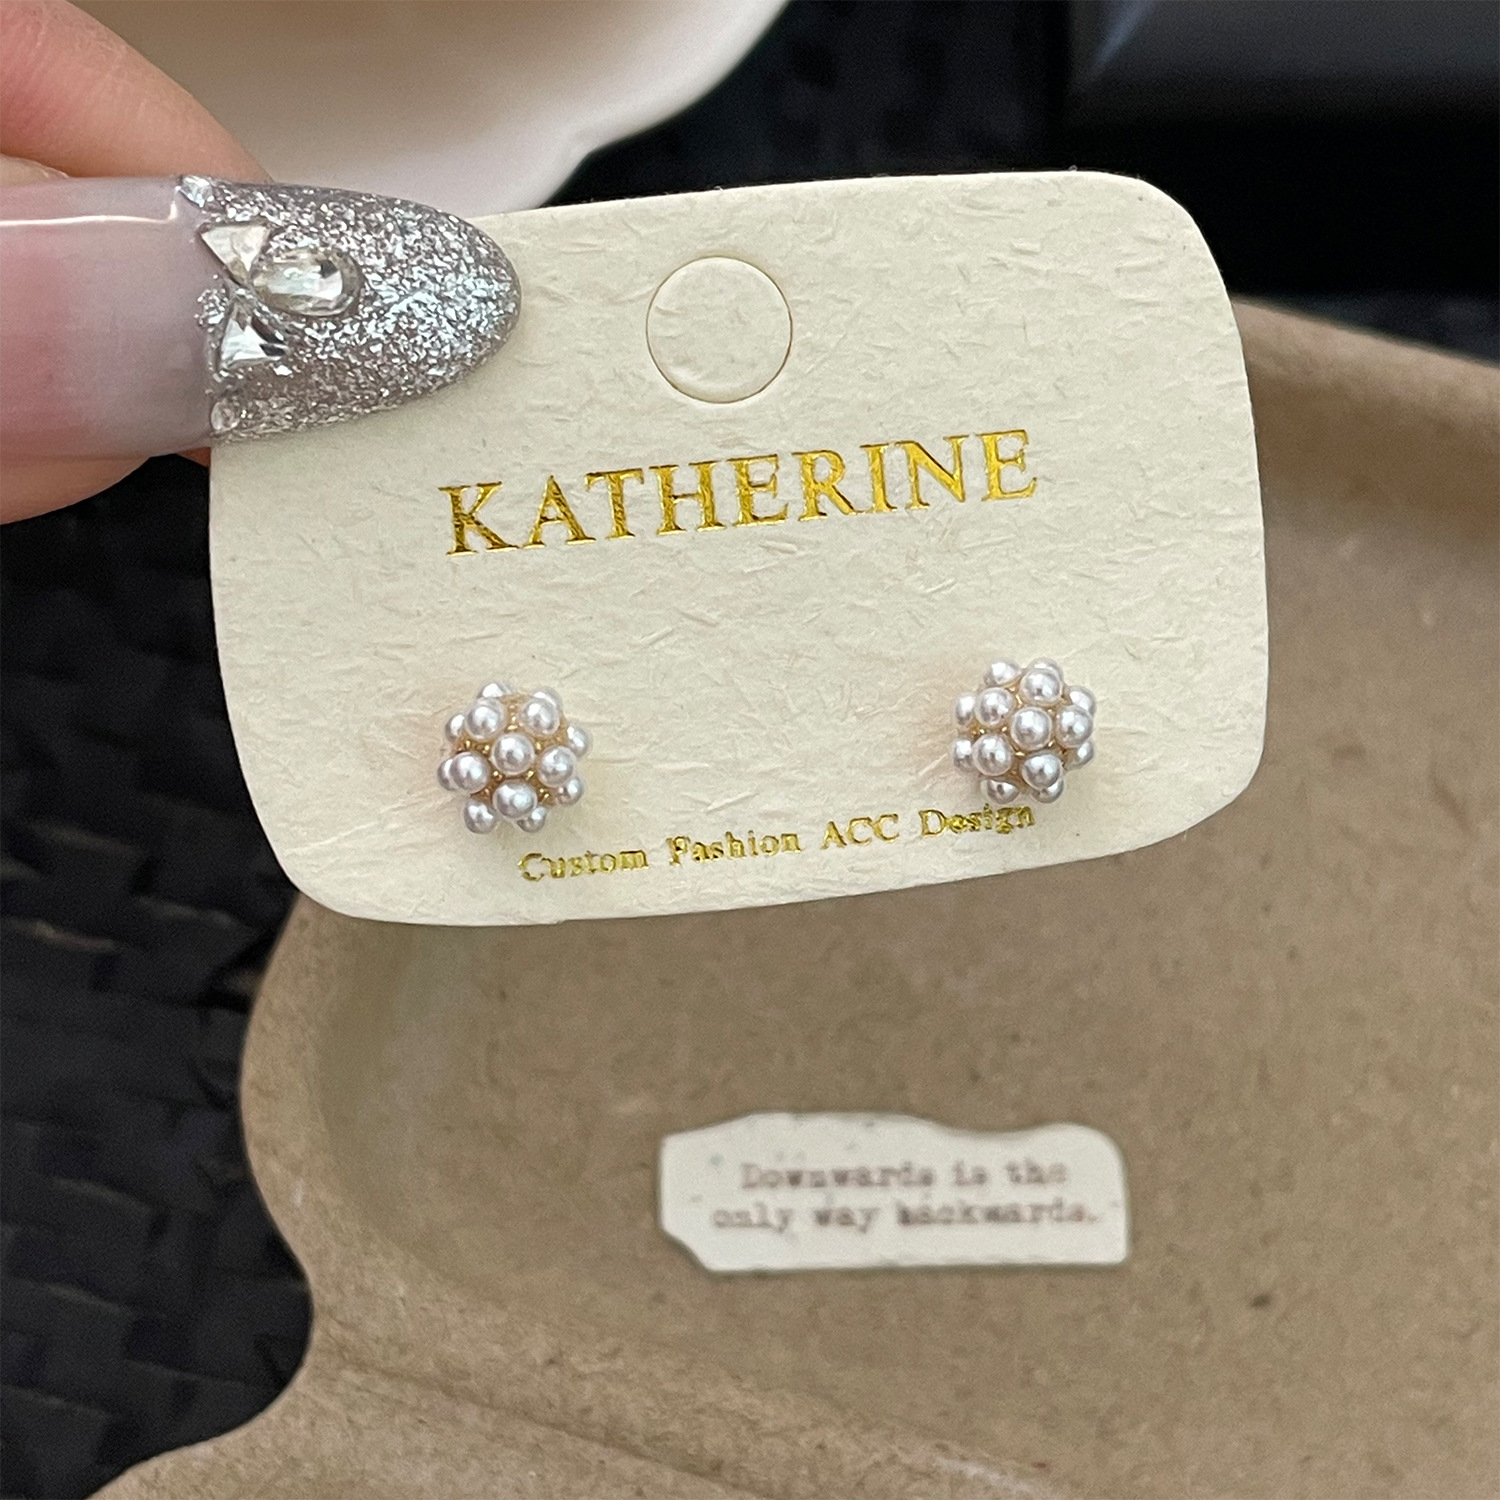 KATHERINE
Custom Fashion ACC Design
Downwards is the
only way backwards.